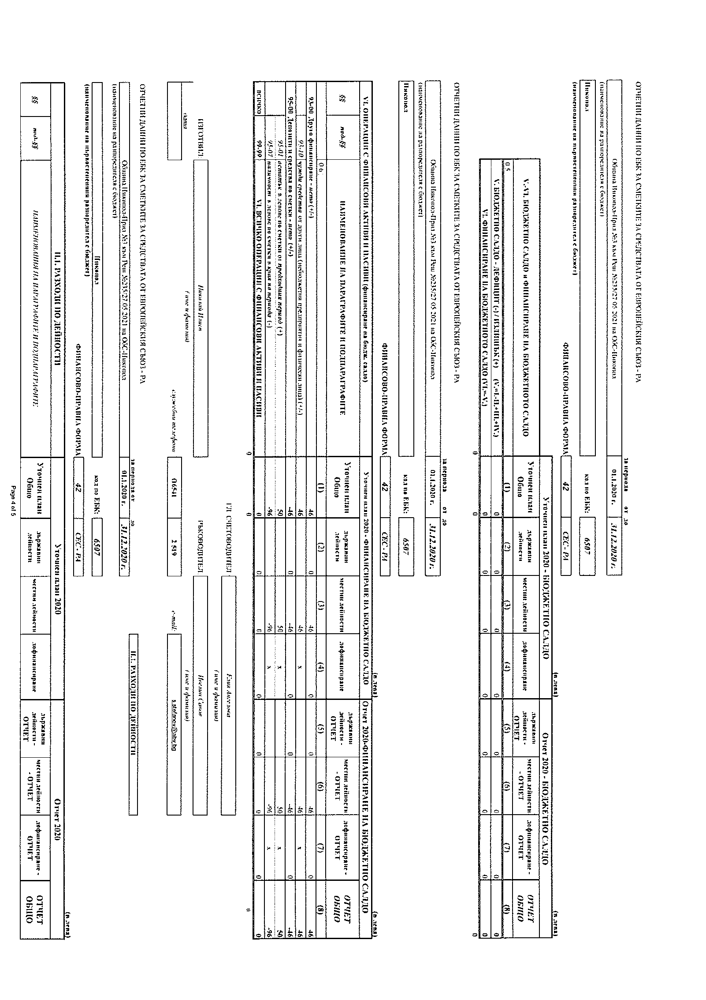 ОТЧЕТНИ ДАННИ ПО ЕБК ЗА СМЕТКИТЕ ЗА СРЕДСТВАТА ОТ ЕВРОПЕЙСКИЯ СЪЮЗ - РА
за периода от до
Община Никопол-Прил №3 към Реш №235/27 05 2021 на ОбС-Никопол 01.1.2020 г. 31.12.2020 г.
(наименование на разпоредителя с бюджет)
Никопол код по ЕБК: 6507
(наименование на първостепенния разпоредител с бюджет)
ФИНАНСОВО-ПРАВНА ФОРМА 42 СЕС - РА
(в лева) (в лева)
Уточнен план 2020 - БЮДЖЕТНО САЛДО Отчет 2020 - БЮДЖЕТНО САЛДО
V.-VI. БЮДЖЕТНО САЛДО и ФИНАНСИРАНЕ НА БЮДЖЕТНОТО САЛДО Уточнен план Общо държавни дейности местни дейности дофинансиране държавни дейности - ОТЧЕТ местни дейности - ОТЧЕТ дофинансиране - ОТЧЕТ ОТЧЕТ ОБЩО
0 5 (1) (2) (3) (4) (5) (6) (7) (8)
V. БЮДЖЕТНО САЛДО - ДЕФИЦИТ (-) / ИЗЛИШЪК (+) (V.=I.-II.+III.+IV.) 0 0 0 0 0 0 0 0
VI. ФИНАНСИРАНЕ НА БЮДЖЕТНОТО САЛДО (VI.=-V.) 0 0 0 0 0 0 0 0
0 0 0
ОТЧЕТНИ ДАННИ ПО ЕБК ЗА СМЕТКИТЕ ЗА СРЕДСТВАТА ОТ ЕВРОПЕЙСКИЯ СЪЮЗ - РА
за периода от до
Община Никопол-Прил №3 към Реш №235/27 05 2021 на ОбС-Никопол 01.1.2020 г. 31.12.2020 г.
(наименование на разпоредителя с бюджет)
Никопол код по ЕБК: 6507
ФИНАНСОВО-ПРАВНА ФОРМА 42 СЕС - РА
(в лева) (в лева)
VI. ОПЕРАЦИИ С ФИНАНСОВИ АКТИВИ И ПАСИВИ (финансиране на бюдж. салдо) Уточнен план 2020 - ФИНАНСИРАНЕ НА БЮДЖЕТНО САЛДО Отчет 2020-ФИНАНСИРАНЕ НА БЮДЖЕТНО САЛДО
§§ под-§§ НАИМЕНОВАНИЕ НА ПАРАГРАФИТЕ И ПОДПАРАГРАФИТЕ Уточнен план Общо държавни дейности местни дейности дофинансиране държавни дейности - ОТЧЕТ местни дейности - ОТЧЕТ дофинансиране - ОТЧЕТ ОТЧЕТ ОБЩО
0 6 (1) (2) (3) (4) (5) (6) (7) (8)
93-00 Друго финансиране - нето (+/-) 46 0 46 0 0 46 0 46
93-10 чужди средства от други лица (небюджетни предприятия и физически лица) (+/-) 46 46 x 46 x 46
95-00 Депозити и средства по сметки - нето (+/-) -46 0 -46 0 0 -46 0 -46
95-01 остатък в левове по сметки от предходния период (+) 50 50 x 50 x 50
95-07 наличност в левове по сметки в края на периода (-) -96 -96 x -96 x -96
ВСИЧКО 99-99 VI. ВСИЧКО ОПЕРАЦИИ С ФИНАНСОВИ АКТИВИ И ПАСИВИ 0 0 0 0 0 0 0 0
0 0 0
ГЛ. СЧЕТОВОДИТЕЛ Елия Ангелова
(име и фамилия)
ИЗГОТВИЛ: РЪКОВОДИТЕЛ
(име и фамилия) (име и фамилия)
дата служебни телефони 06541 2 519 e-mail: s.stefanov@abv.bg
ОТЧЕТНИ ДАННИ ПО ЕБК ЗА СМЕТКИТЕ ЗА СРЕДСТВАТА ОТ ЕВРОПЕЙСКИЯ СЪЮЗ - РА
за периода от до II.1. РАЗХОДИ ПО ДЕЙНОСТИ
Община Никопол-Прил №3 към Реш №235/27.05.2021 на ОбС-Никопол 01.1.2020 г. 31.12.2020 г.
(наименование на разпоредителя с бюджет)
Никопол код по ЕБК: 6507
(наименование на първостепенния разпоредител с бюджет)
ФИНАНСОВО-ПРАВНА ФОРМА 42 СЕС - РА
(в лева)
II.1. РАЗХОДИ ПО ДЕЙНОСТИ Уточнен план 2020 Отчет 2020
§§ под-§§ НАИМЕНОВАНИЯ НА ПАРАГРАФИТЕ И ПОДПАРАГРАФИТЕ Уточнен план Общо държавни дейности местни дейности дофинансиране държавни дейности - ОТЧЕТ местни дейности - ОТЧЕТ дофинансиране - ОТЧЕТ ОТЧЕТ ОБЩО
Page 4 of 5